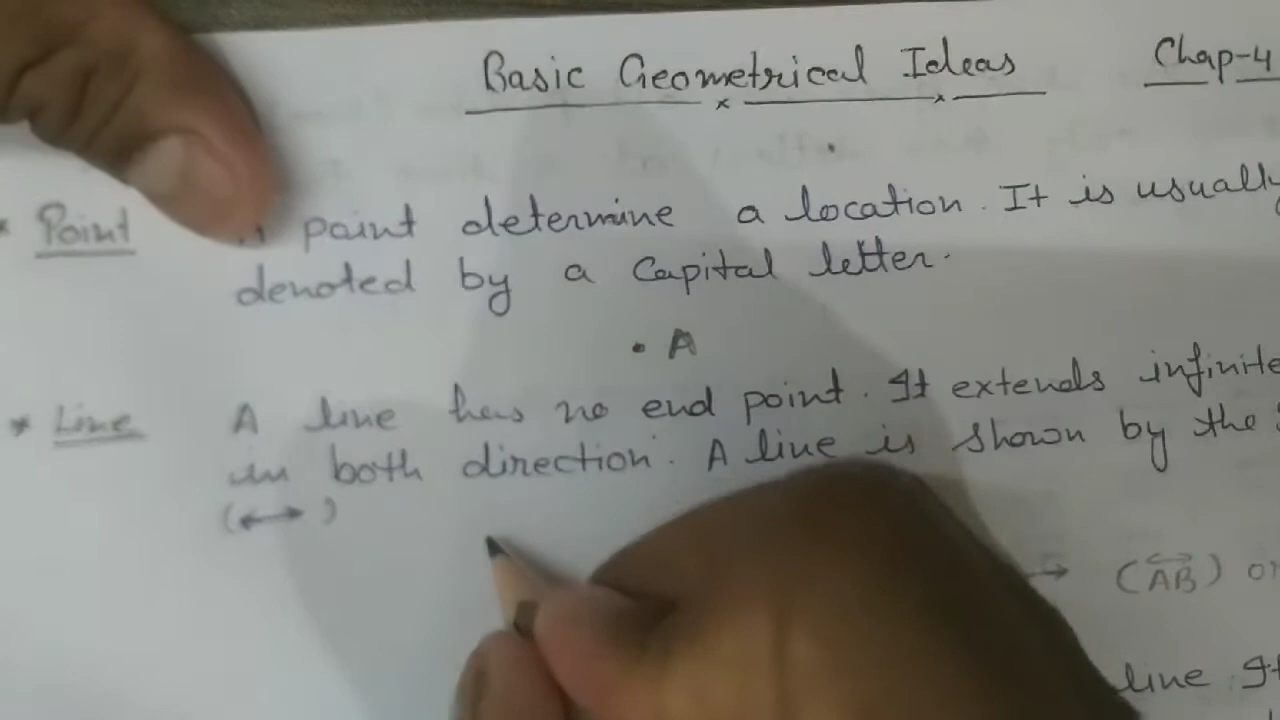 Basic Geometrical Ideas Chap-4
* Point point determine a location. It is usually
denoted by a Capital letter.
• A
* Line A line has no end point. It extends infinite
in both direction. A line is shown by the
(↔)
→ (AB) or
line It